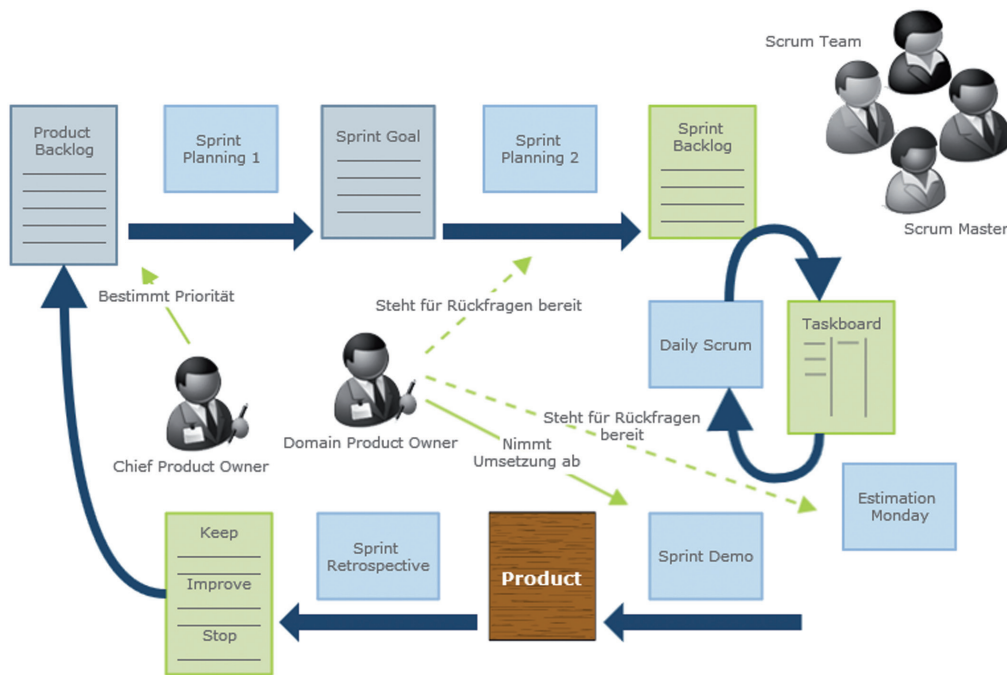 Scrum Team
Product
Backlog
Sprint
Planning 1
Sprint Goal
Sprint
Planning 2
Sprint
Backlog
Scrum Master
Bestimmt Priorität
Steht für Rückfragen bereit
Daily Scrum
Taskboard
Chief Product Owner
Domain Product Owner
Steht für Rückfragen
bereit
Nimmt
Umsetzung ab
Estimation
Monday
Keep
Improve
Stop
Sprint
Retrospective
Product
Sprint Demo